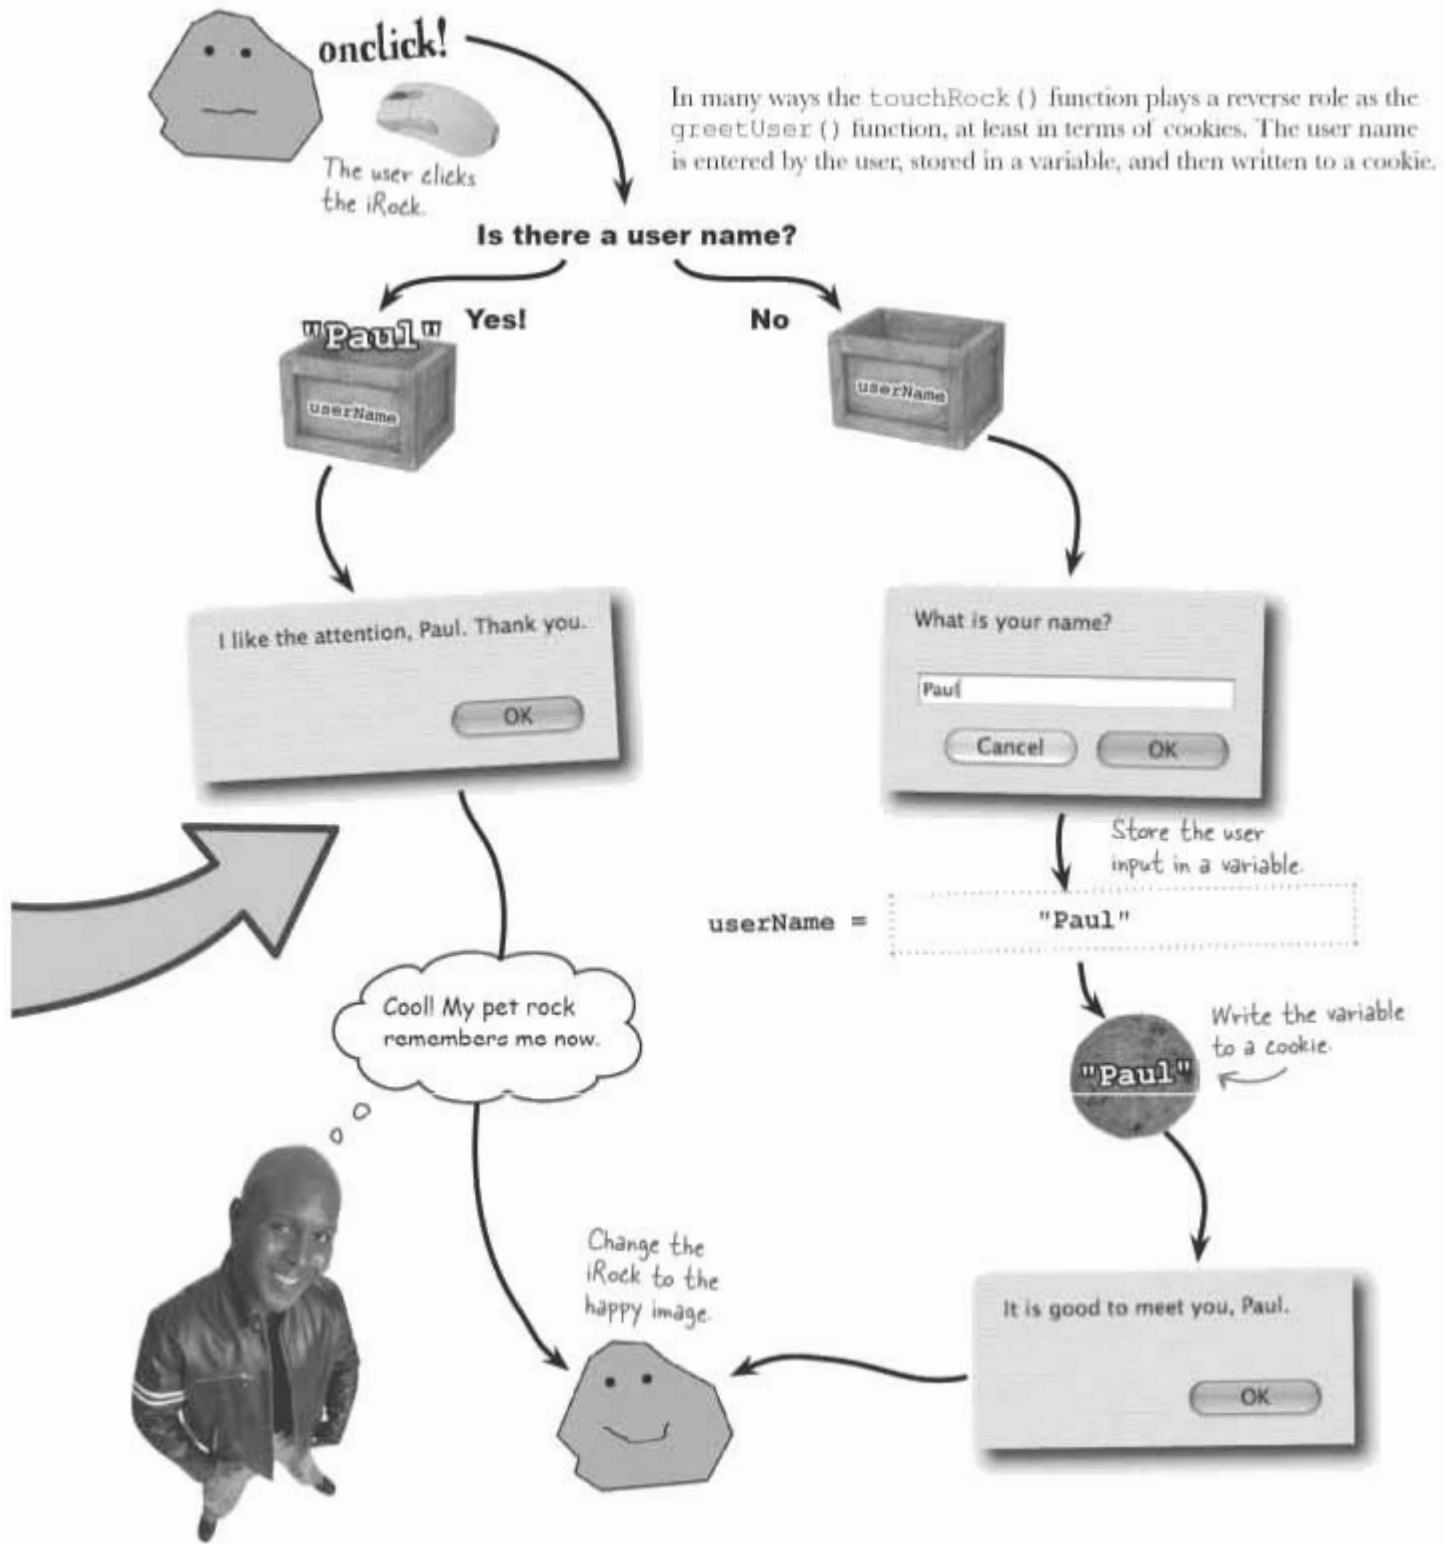 onclick!
The user clicks
the iRock.
In many ways the touchRock() function plays a reverse role as the
greetUser() function, at least in terms of cookies. The user name
is entered by the user, stored in a variable, and then written to a cookie.
Is there a user name?
Yes!
No
"Paul"
userName
userName
I like the attention, Paul. Thank you.
OK
What is your name?
Paul
Cancel
OK
Store the user
input in a variable.
userName =
"Paul"
Cool! My pet rock
remembers me now.
"Paul"
Write the variable
to a cookie.
Change the
iRock to the
happy image.
It is good to meet you, Paul.
OK